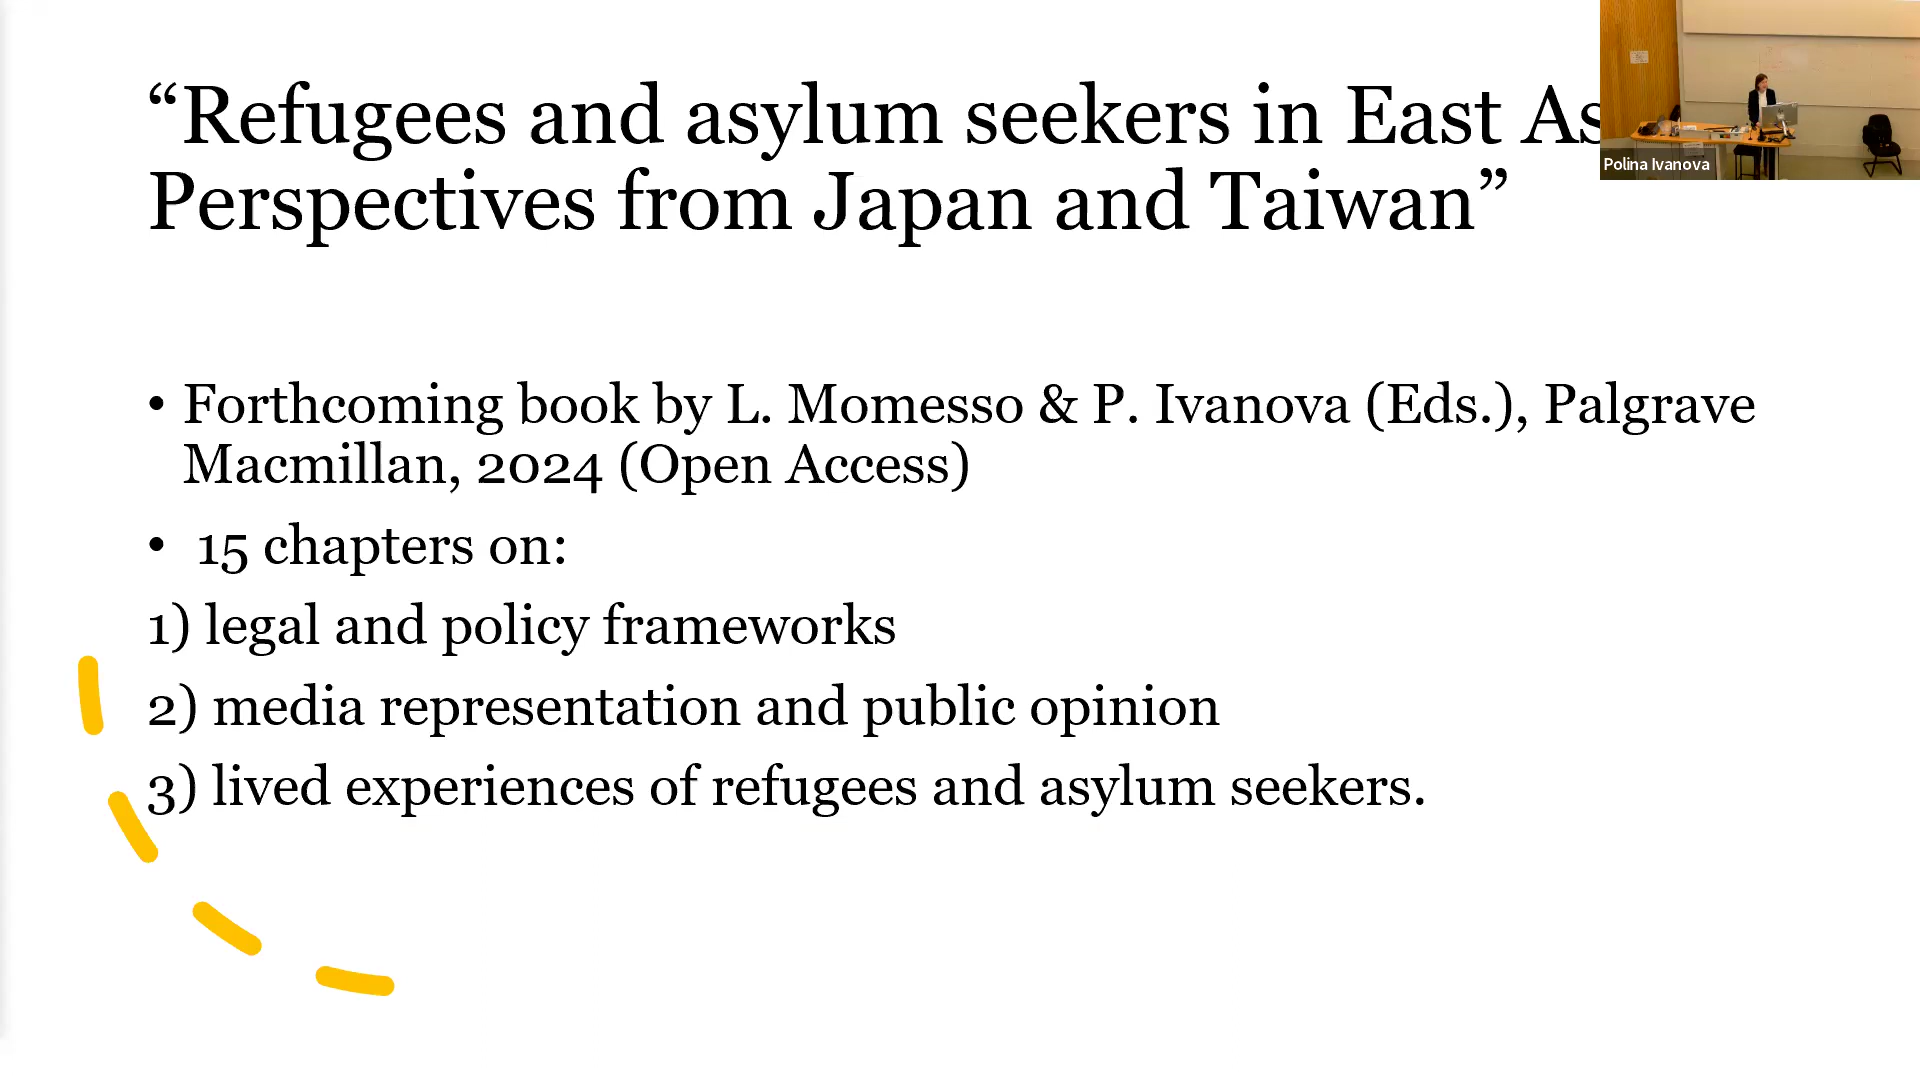 “Refugees and asylum seekers in East As
Perspectives from Japan and Taiwan”
Polina Ivanova
• Forthcoming book by L. Momesso & P. Ivanova (Eds.), Palgrave
Macmillan, 2024 (Open Access)
• 15 chapters on:
1) legal and policy frameworks
2) media representation and public opinion
3) lived experiences of refugees and asylum seekers.